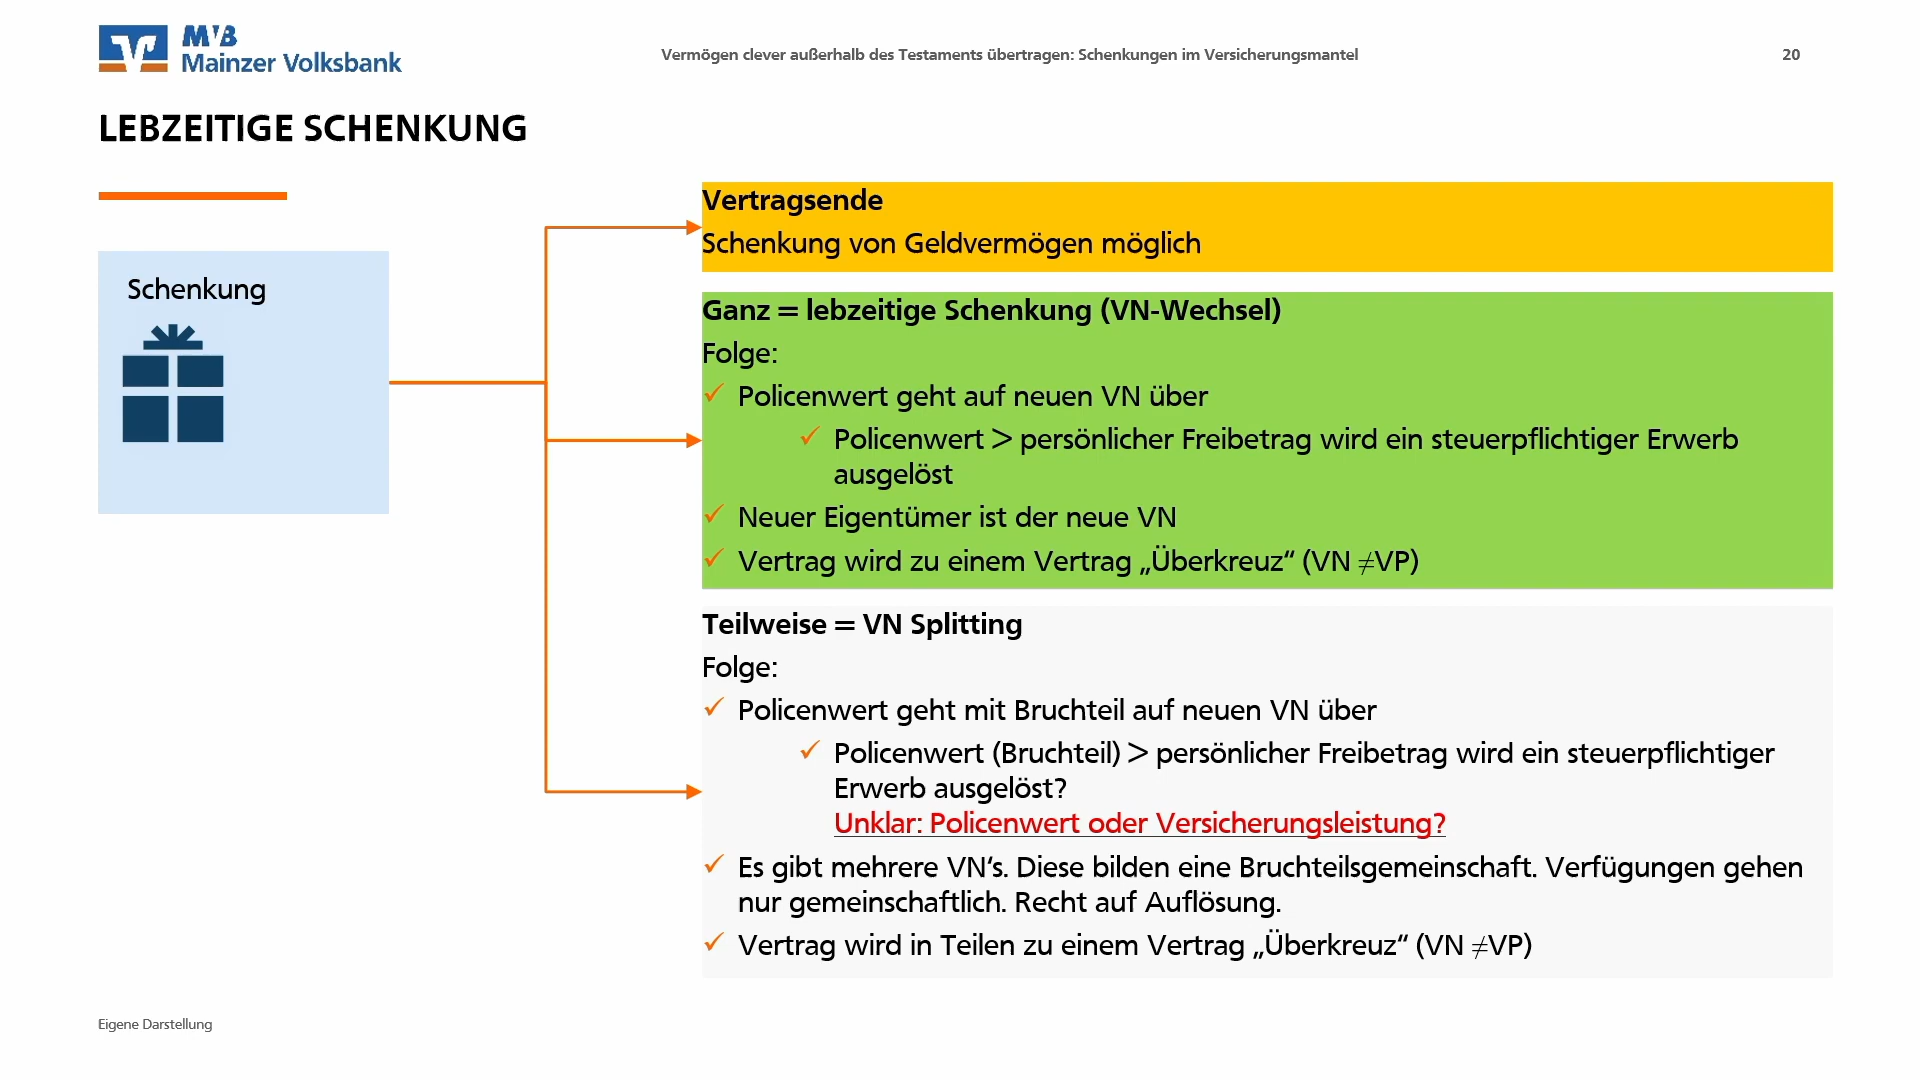 MVB
Mainzer Volksbank
Vermögen clever außerhalb des Testaments übertragen: Schenkungen im Versicherungsmantel
20
LEBZEITIGE SCHENKUNG
Schenkung
Vertragsende
Schenkung von Geldvermögen möglich
Ganz = lebzeitige Schenkung (VN-Wechsel)
Folge:
✓ Policenwert geht auf neuen VN über
✓ Policenwert > persönlicher Freibetrag wird ein steuerpflichtiger Erwerb
ausgelöst
✓ Neuer Eigentümer ist der neue VN
✓ Vertrag wird zu einem Vertrag „Überkreuz“ (VN ≠VP)
Teilweise = VN Splitting
Folge:
✓ Policenwert geht mit Bruchteil auf neuen VN über
✓ Policenwert (Bruchteil) > persönlicher Freibetrag wird ein steuerpflichtiger
Erwerb ausgelöst?
Unklar: Policenwert oder Versicherungsleistung?
✓ Es gibt mehrere VN‘s. Diese bilden eine Bruchteilsgemeinschaft. Verfügungen gehen
nur gemeinschaftlich. Recht auf Auflösung.
✓ Vertrag wird in Teilen zu einem Vertrag „Überkreuz“ (VN ≠VP)
Eigene Darstellung